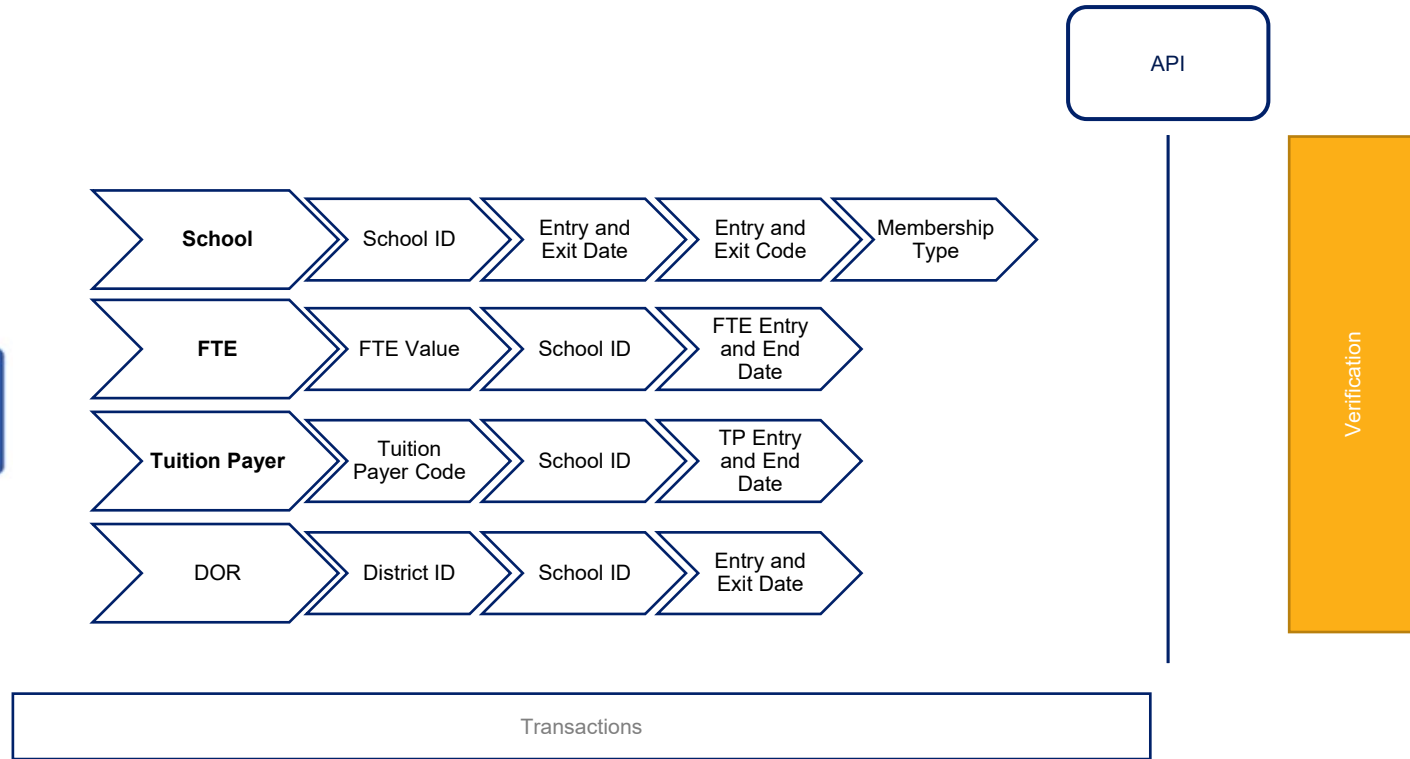 API
School
School ID
Entry and
Exit Date
Entry and
Exit Code
Membership
Type
FTE
FTE Value
School ID
FTE Entry
and End
Date
Tuition Payer
Tuition
Payer Code
School ID
TP Entry
and End
Date
DOR
District ID
School ID
Entry and
Exit Date
Verification
Transactions